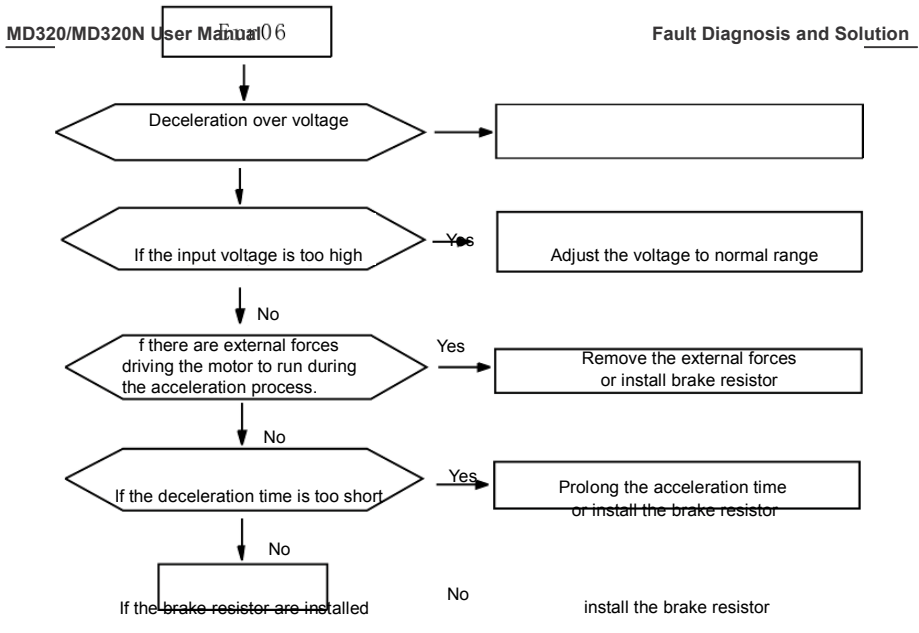 MD320/MD320N User Manual
Err06
Fault Diagnosis and Solution
Deceleration over voltage
If the input voltage is too high
Yes
Adjust the voltage to normal range
No
f there are external forces
driving the motor to run during
the acceleration process.
Yes
Remove the external forces
or install brake resistor
No
If the deceleration time is too short
Yes
Prolong the acceleration time
or install the brake resistor
No
If the brake resistor are installed
No
install the brake resistor